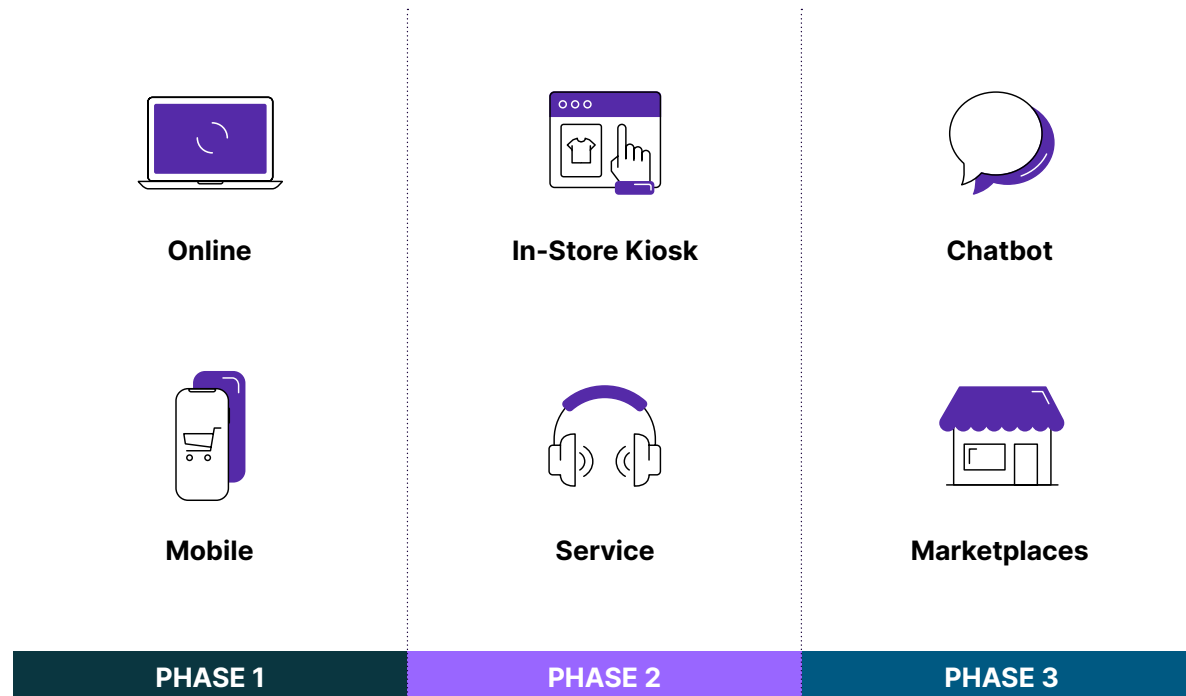 Online
In-Store Kiosk
Chatbot
Mobile
Service
Marketplaces
PHASE 1
PHASE 2
PHASE 3